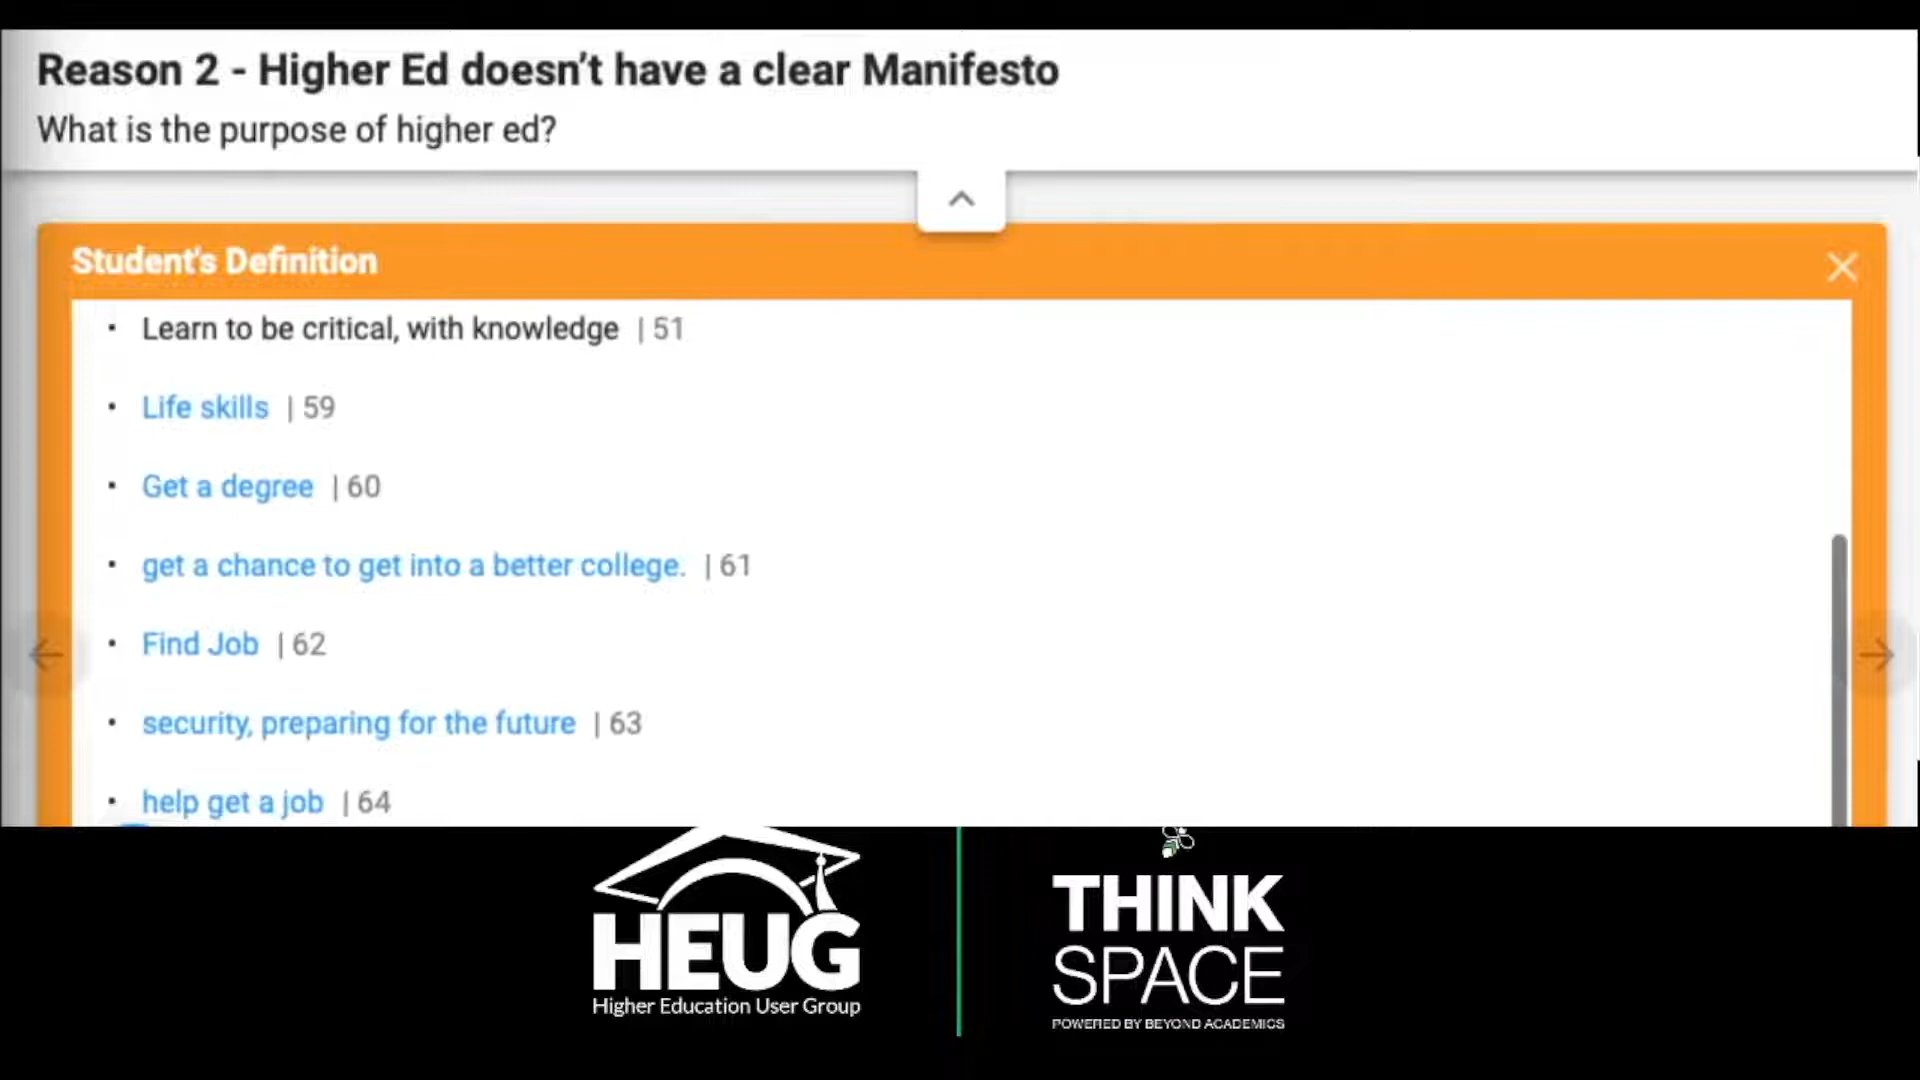 Reason 2 - Higher Ed doesn't have a clear Manifesto
What is the purpose of higher ed?
Student's Definition
• Learn to be critical, with knowledge | 51
• Life skills | 59
• Get a degree | 60
• get a chance to get into a better college. | 61
• Find Job | 62
• security, preparing for the future | 63
• help get a job | 64
HEUG
Higher Education User Group
THINK
SPACE
POWERED BY BEYOND ACADEMICS